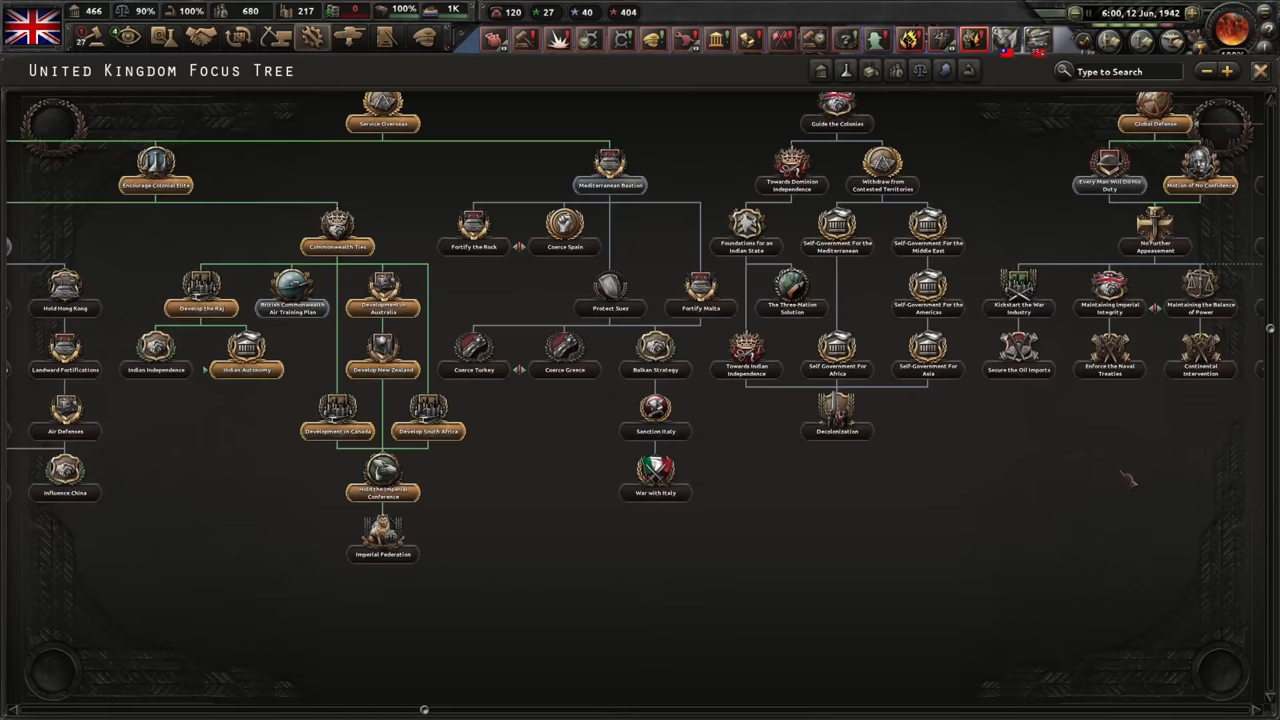 466 90% 100% 680 217 0 100% 1K 120 27 40 404 6:00, 12 Jun, 1942
United Kingdom Focus Tree
Type to Search
Service Overseas
Guide the Colonies
Global Defense
Encourage Colonial Elite
Mediterranean Bastion
Towards Dominion
Independence
Withdraw from
Contested Territories
Every Man Will Do His
Duty
Motion of No Confidence
Commonwealth Ties
Fortify the Rock
Coerce Spain
Foundations for an
Indian State
Self-Government For the
Mediterranean
Self-Government For the
Middle East
No Further
Appeasement
Hold Hong Kong
Develop the Raj
British Commonwealth
Air Training Plan
Development in
Australia
Protect Suez
Fortify Malta
The Three-Nation
Solution
Self-Government For the
Americas
Kickstart the War
Industry
Maintaining Imperial
Integrity
Maintaining the Balance
of Power
Landward Fortifications
Indian Independence
Indian Autonomy
Develop New Zealand
Coerce Turkey
Coerce Greece
Balkan Strategy
Towards Indian
Independence
Self Government For
Africa
Self-Government For
Asia
Secure the Oil Imports
Enforce the Naval
Treaties
Continental
Intervention
Air Defenses
Development in Canada
Develop South Africa
Sanction Italy
Decolonization
Influence China
Hold the Imperial
Conference
War with Italy
Imperial Federation